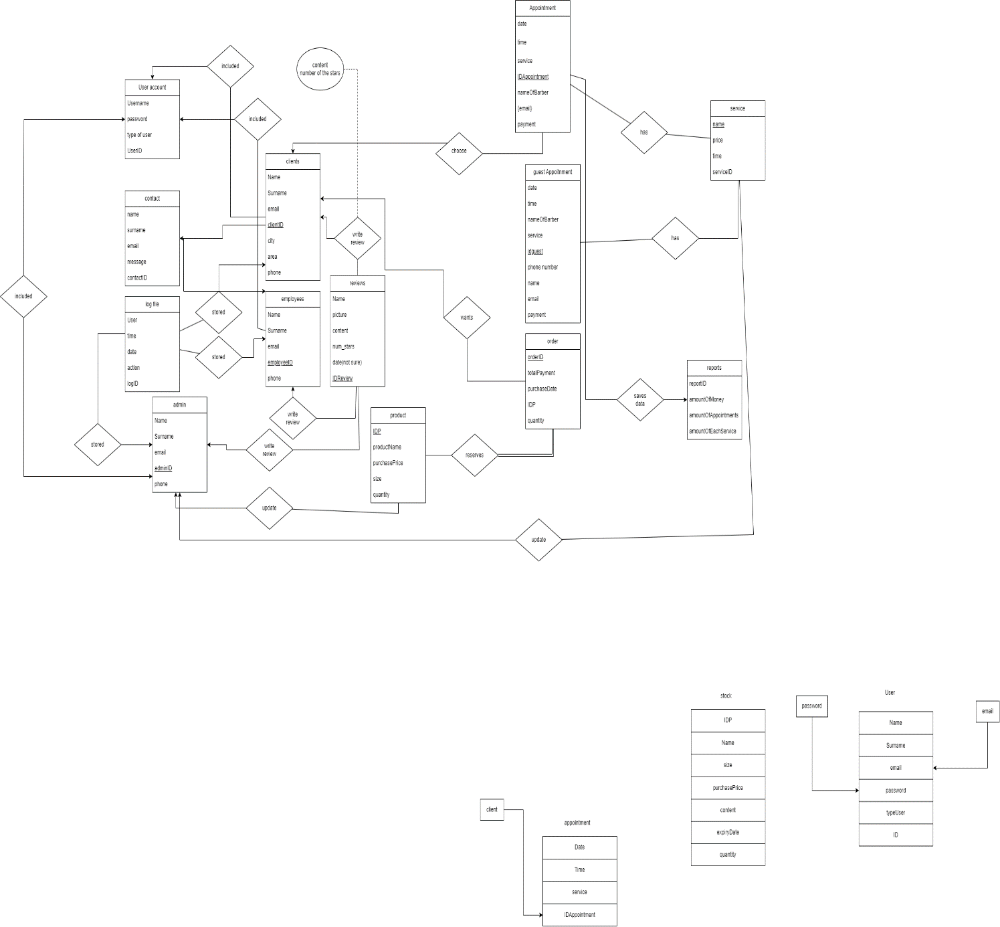 Appointment
date
time
service
IDAppointment
nameOfBarber
{email}
payment
included
content
number of the stars
User account
Username
password
type of user
UserID
included
service
name
price
time
serviceID
has
choose
clients
Name
Surname
email
clientID
city
area
phone
guest Appoitnment
date
time
nameOfBarber
service
idguest
phone number
name
email
payment
contact
name
surname
email
message
contactID
write
review
has
included
reviews
Name
picture
content
num_stars
date(not sure)
IDReview
employees
Name
Surname
email
employeeID
phone
log file
User
time
date
action
logID
stored
stored
wants
order
orderID
totalPayment
purchaseDate
IDP
quantity
reports
reportID
amountOfMoney
amountOfAppointments
amountOfEachService
saves
data
admin
Name
Surname
email
adminID
phone
write
review
product
IDP
productName
purchasePrice
size
quantity
stored
write
review
reserves
update
update
stock
IDP
Name
size
purchasePrice
content
expiryDate
quantity
password
User
Name
Surname
email
password
typeUser
ID
email
client
appointment
Date
Time
service
IDAppointment